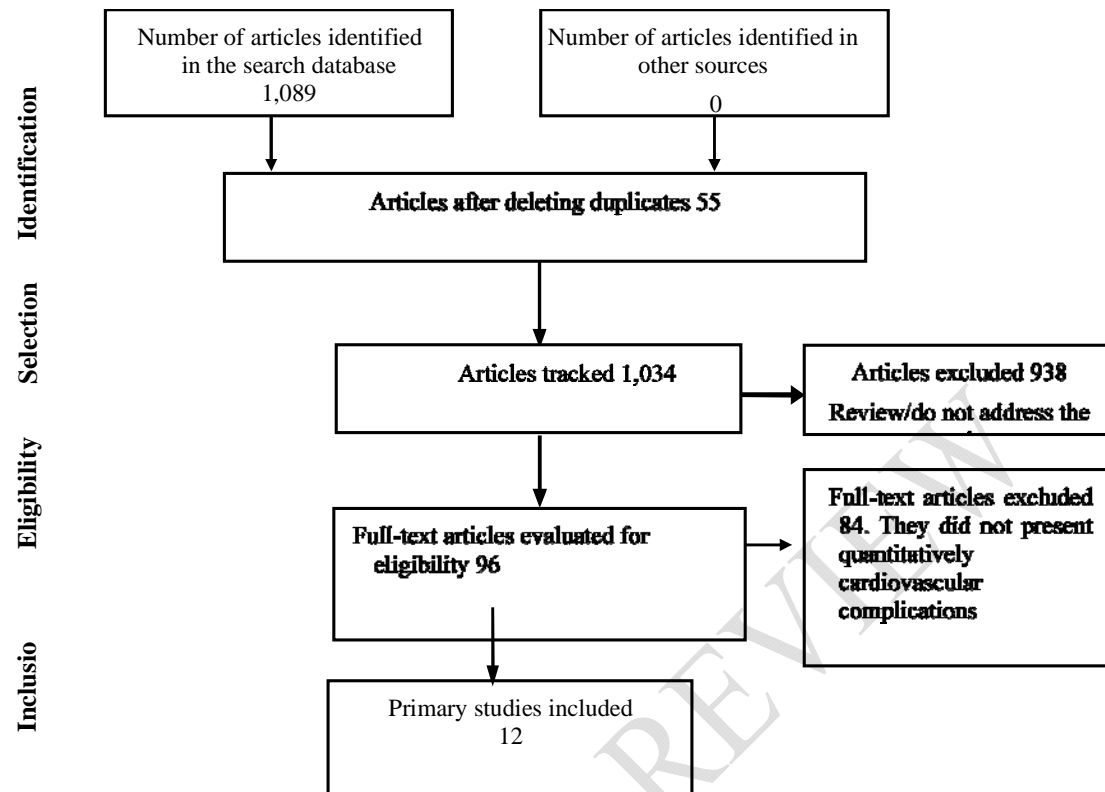 Number of articles identified
in the search database
1,089
Number of articles identified in
other sources
0
Identification
Articles after deleting duplicates 55
Selection
Articles tracked 1,034
Articles excluded 938
Review/do not address the
Eligibility
Full-text articles evaluated for
eligibility 96
Full-text articles excluded
84. They did not present
quantitatively
cardiovascular
complications
Inclusio
Primary studies included
12
REVIEW